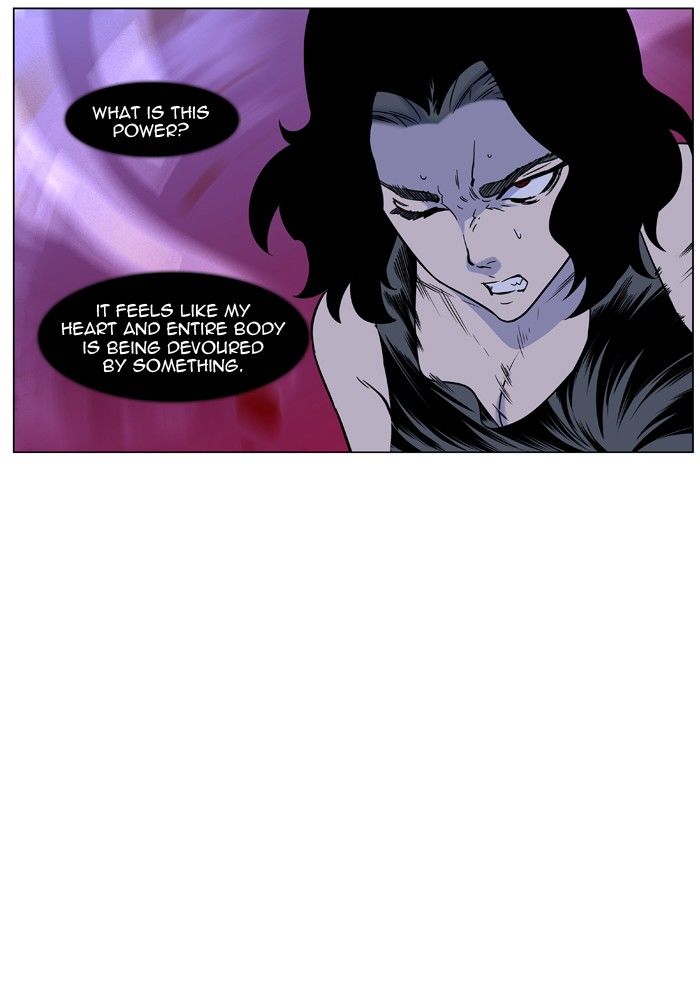 WHAT IS THIS
POWER?
IT FEELS LIKE MY
HEART AND ENTIRE BODY
IS BEING DEVOURED
BY SOMETHING.